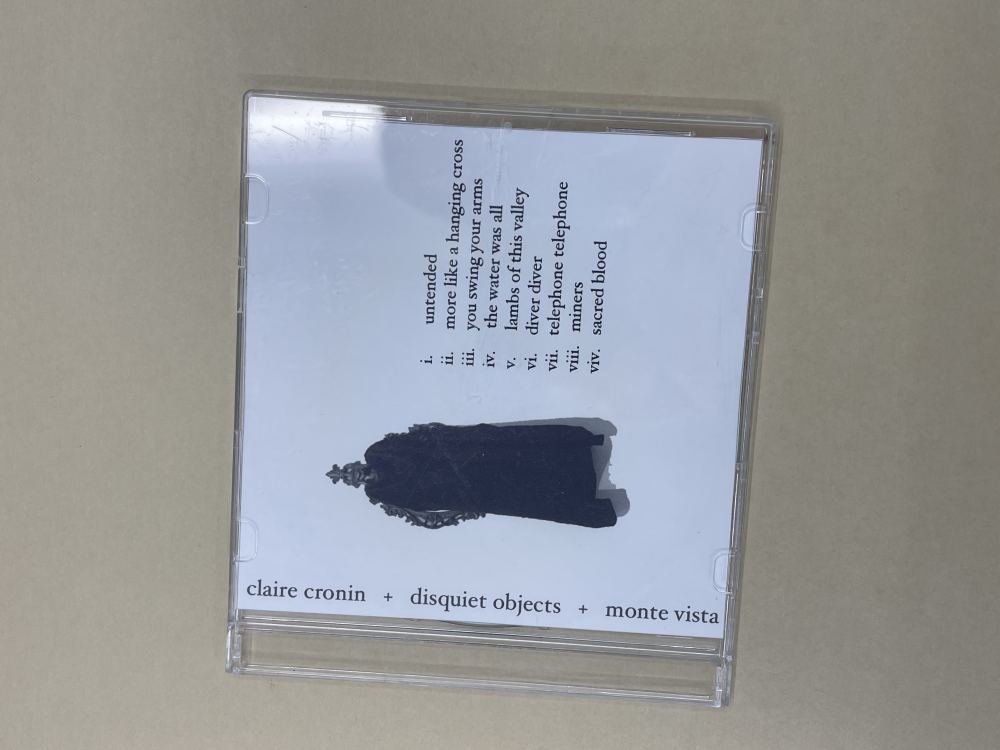 i. untended
ii. more like a hanging cross
iii. you swing your arms
iv. the water was all
v. lambs of this valley
vi. diver diver
vii. telephone telephone
viii. miners
viv. sacred blood
claire cronin + disquiet objects + monte vista